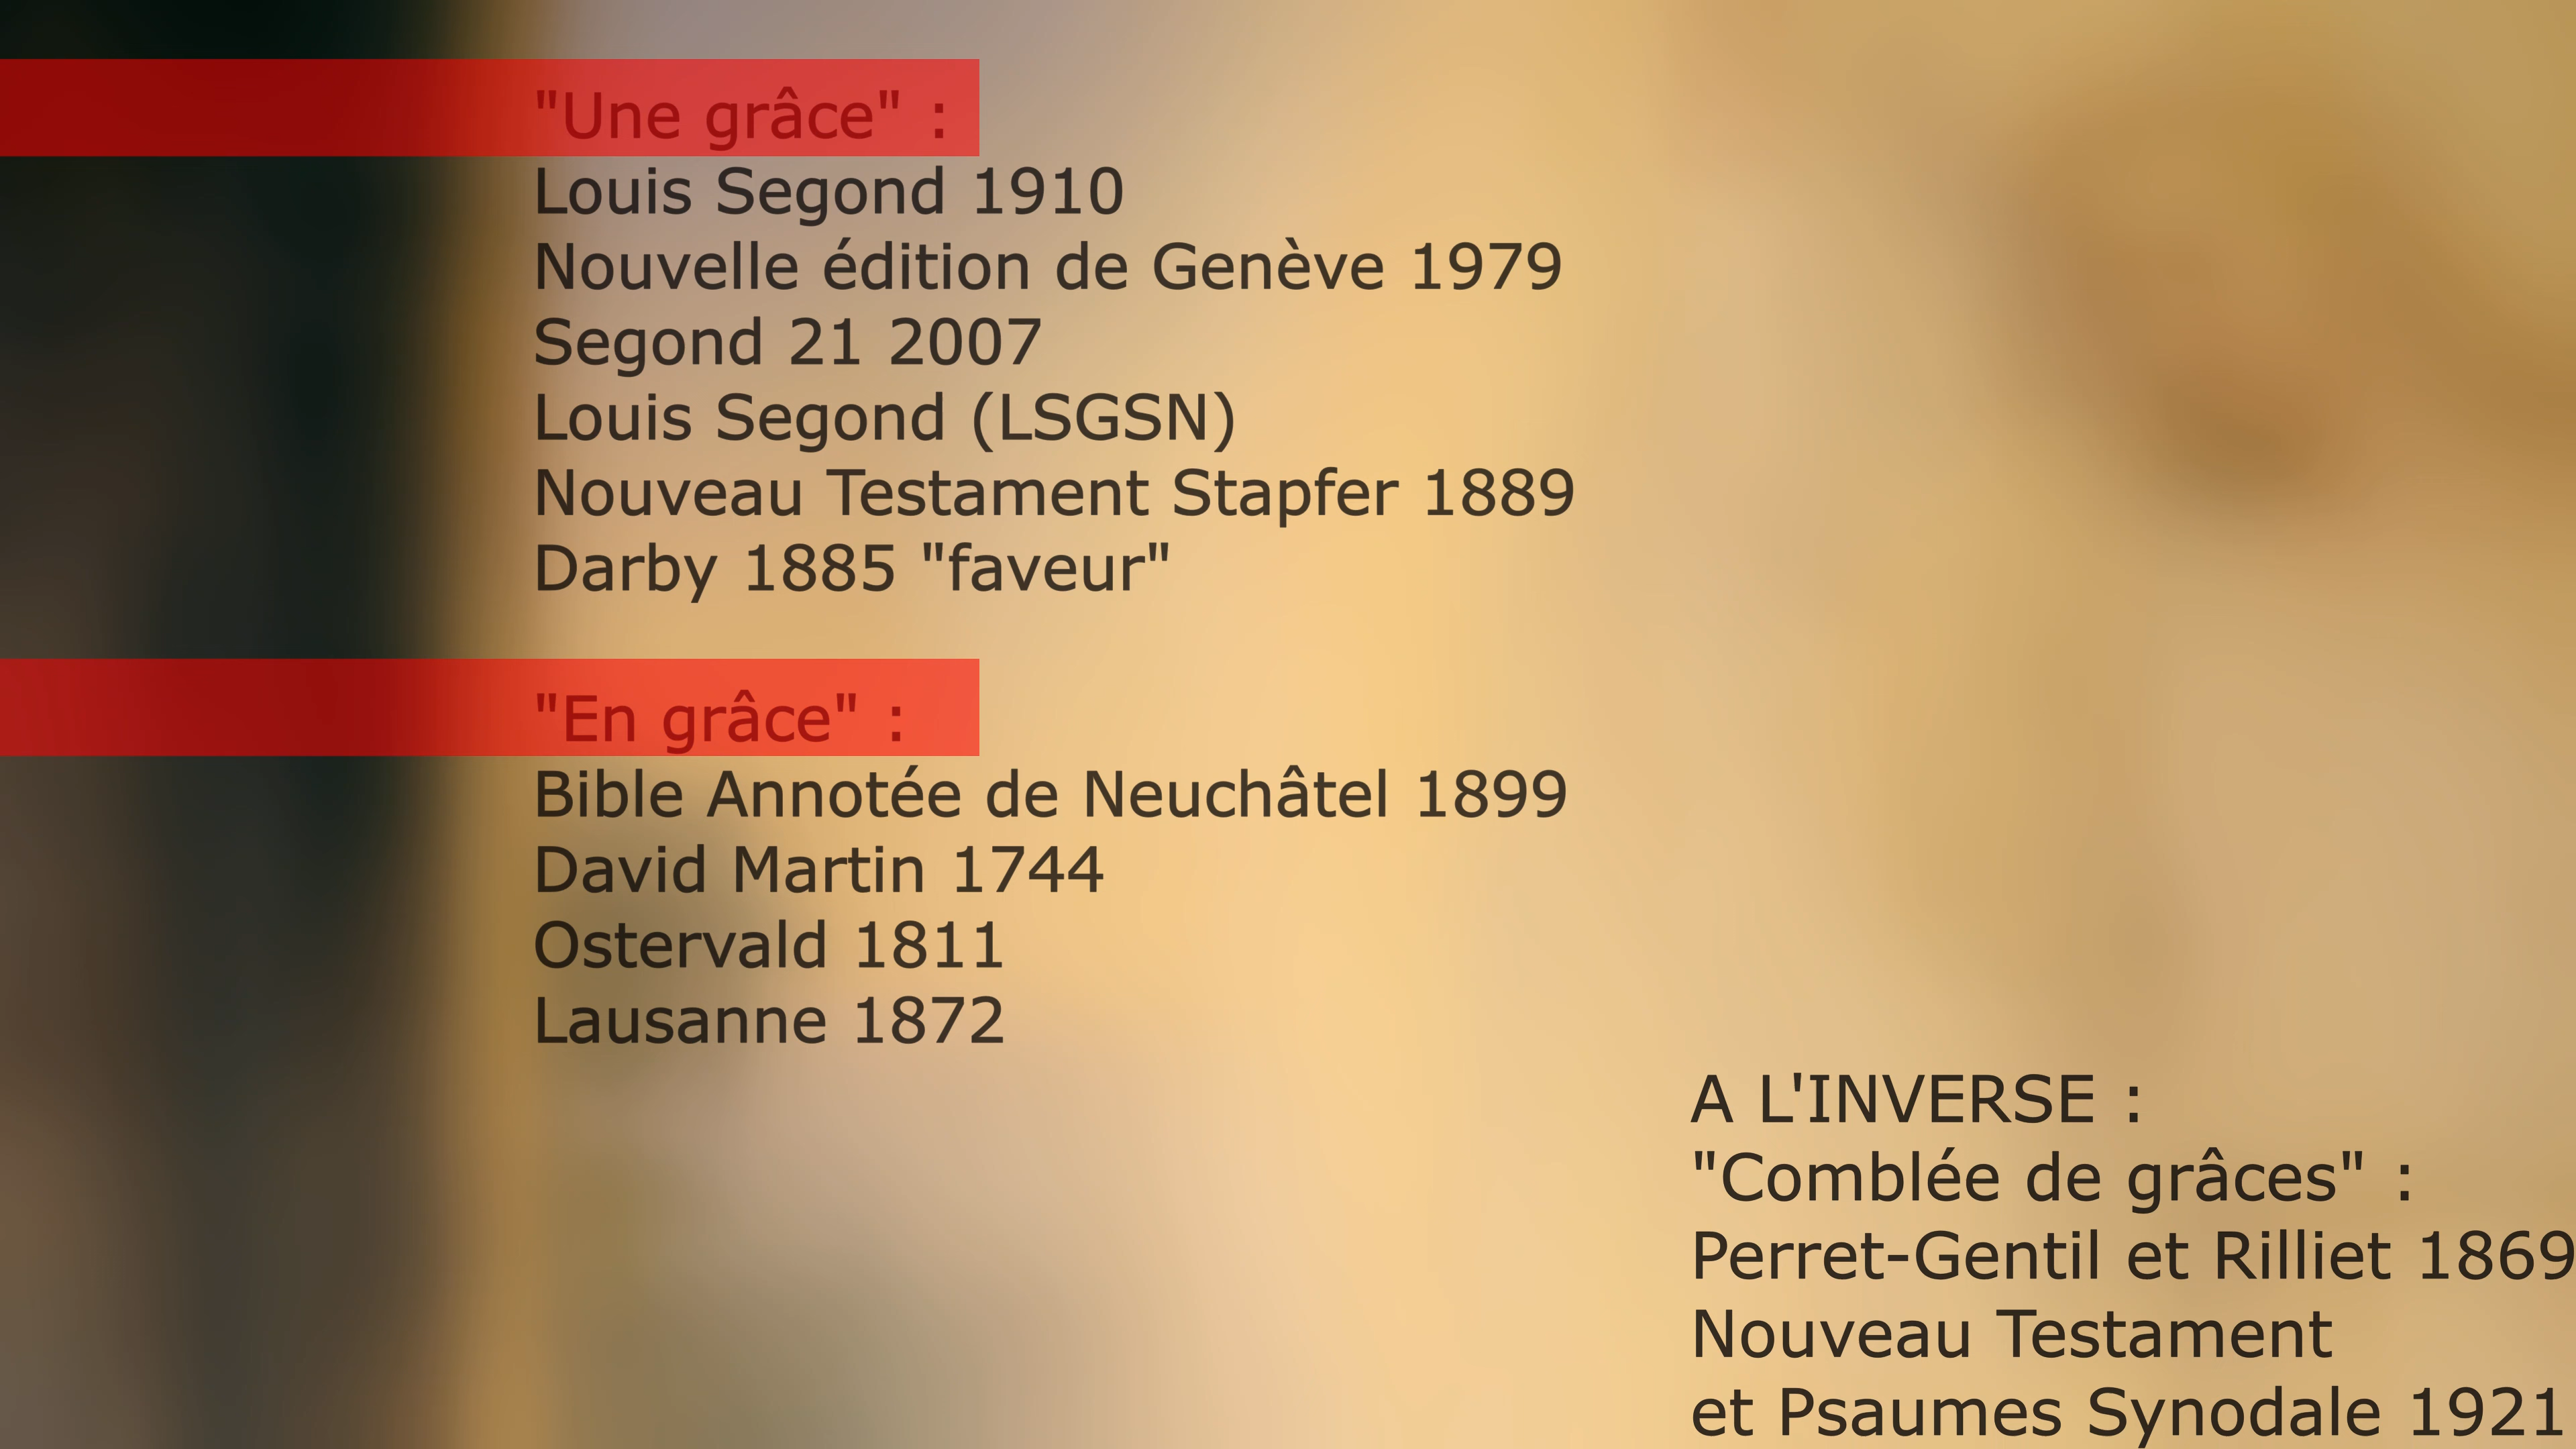 "Une grâce" :
Louis Segond 1910
Nouvelle édition de Genève 1979
Segond 21 2007
Louis Segond (LSGSN)
Nouveau Testament Stapfer 1889
Darby 1885 "faveur"
"En grâce" :
Bible Annotée de Neuchâtel 1899
David Martin 1744
Ostervald 1811
Lausanne 1872
A L'INVERSE :
"Comblée de grâces" :
Perret-Gentil et Rilliet 1869
Nouveau Testament
et Psaumes Synodale 1921